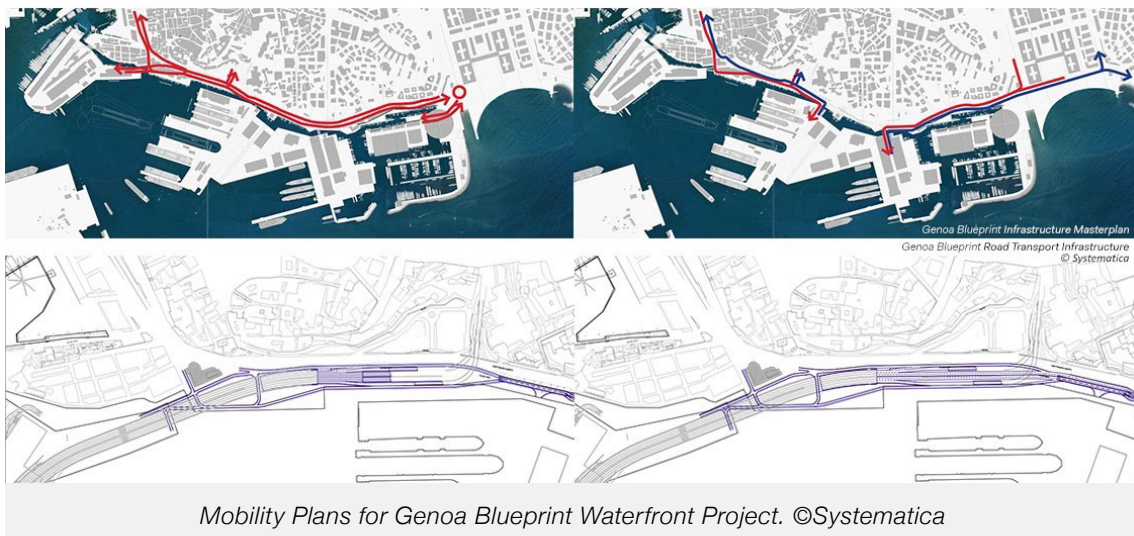 Genoa Blueprint Infrastructure Masterplan
Genoa Blueprint Road Transport Infrastructure
© Systematica
Mobility Plans for Genoa Blueprint Waterfront Project. ©Systematica